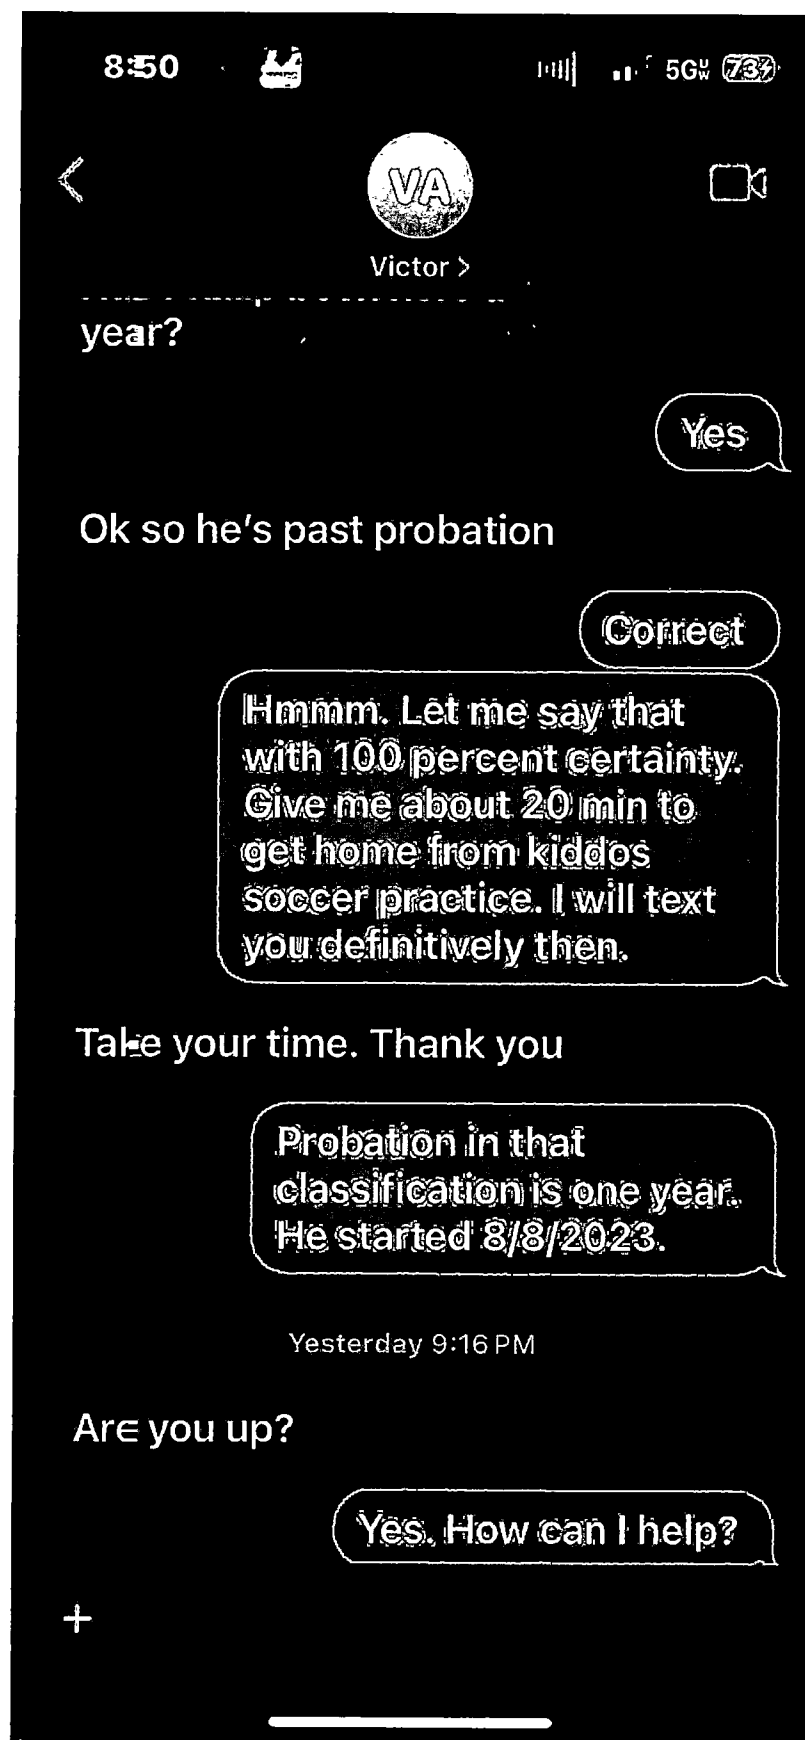 8:50
5G UW 73
VA
Victor >
year?
Yes
Ok so he's past probation
Correct
Hmmm. Let me say that
with 100 percent certainty.
Give me about 20 min to
get home from kiddos
soccer practice. I will text
you definitively then.
Take your time. Thank you
Probation in that
classification is one year.
He started 8/8/2023.
Yesterday 9:16 PM
Are you up?
Yes. How can I help?
+